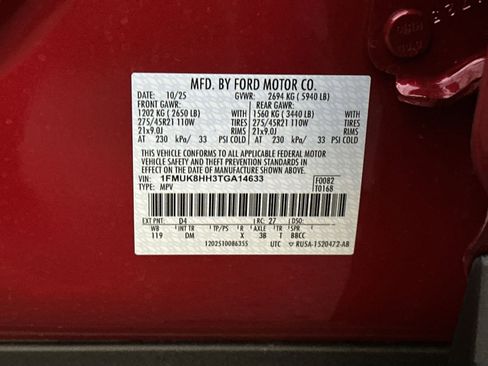 MFD. BY FORD MOTOR CO.
DATE: 10/25 GVWR: 2694 KG ( 5940 LB)
FRONT GAWR: REAR GAWR:
1202 KG ( 2650 LB) WITH 1560 KG ( 3440 LB)
275/45R21 110W TIRES 275/45R21 110W
21x9.0J RIMS 21x9.0J
AT 230 kPa/ 33 PSI COLD AT 230 kPa/ 33 PSI COLD
THIS VEHICLE CONFORMS TO ALL APPLICABLE FEDERAL MOTOR
VEHICLE SAFETY AND THEFT PREVENTION STANDARDS IN EFFECT
ON THE DATE OF MANUFACTURE SHOWN ABOVE.
VIN: 1FMUK8HH3TGA14633 F0082
TYPE: MPV T0168
EXT PNT: D4 RC: 27 DSO:
WB INT TR TP/PS R AXLE TR SPR
119 DM X 3B T BBCC
1202510086355 UTC RU5A-1520472-AB